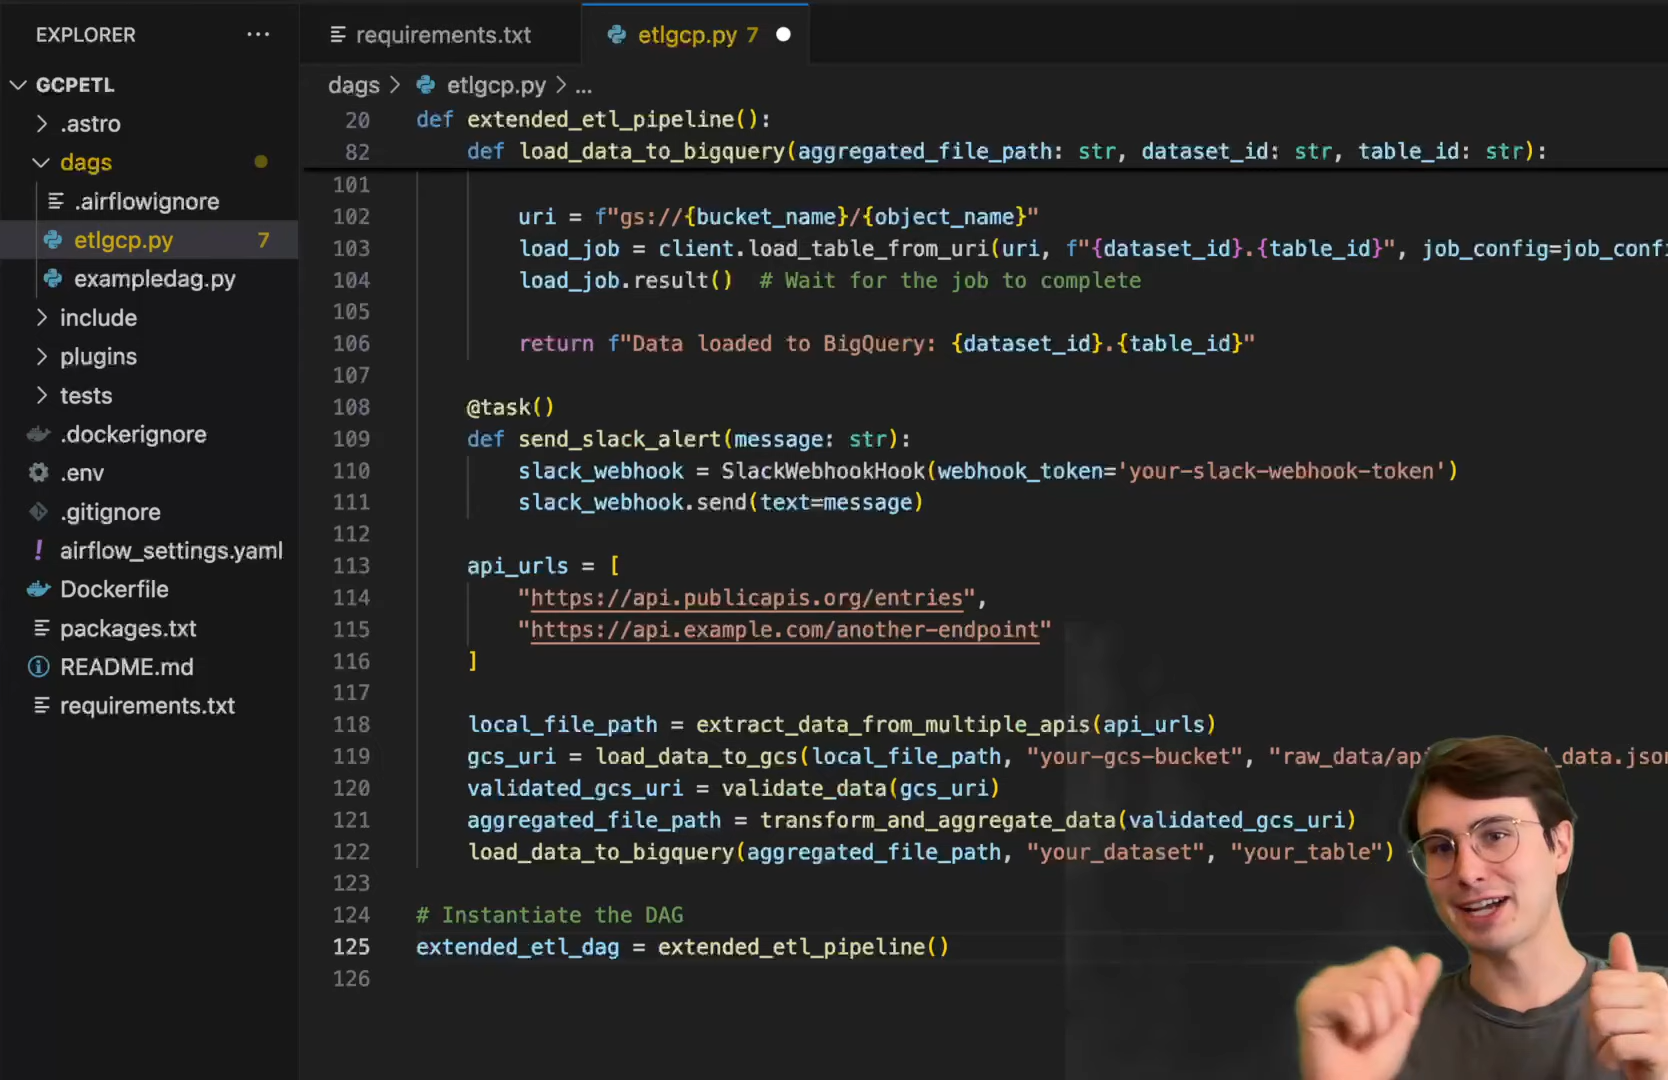 EXPLORER
GCPETL
.astro
dags
.airflowignore
etlgcp.py 7
exampledag.py
include
plugins
tests
.dockerignore
.env
.gitignore
airflow_settings.yaml
Dockerfile
packages.txt
README.md
requirements.txt
requirements.txt
etlgcp.py 7
dags > etlgcp.py > ...
20 def extended_etl_pipeline():
82 def load_data_to_bigquery(aggregated_file_path: str, dataset_id: str, table_id: str):
101
102 uri = f"gs://{bucket_name}/{object_name}"
103 load_job = client.load_table_from_uri(uri, f"{dataset_id}.{table_id}", job_config=job_confi
104 load_job.result() # Wait for the job to complete
105
106 return f"Data loaded to BigQuery: {dataset_id}.{table_id}"
107
108 @task()
109 def send_slack_alert(message: str):
110 slack_webhook = SlackWebhookHook(webhook_token='your-slack-webhook-token')
111 slack_webhook.send(text=message)
112
113 api_urls = [
114 "https://api.publicapis.org/entries",
115 "https://api.example.com/another-endpoint"
116 ]
117
118 local_file_path = extract_data_from_multiple_apis(api_urls)
119 gcs_uri = load_data_to_gcs(local_file_path, "your-gcs-bucket", "raw_data/api _data.json
120 validated_gcs_uri = validate_data(gcs_uri)
121 aggregated_file_path = transform_and_aggregate_data(validated_gcs_uri)
122 load_data_to_bigquery(aggregated_file_path, "your_dataset", "your_table")
123
124 # Instantiate the DAG
125 extended_etl_dag = extended_etl_pipeline()
126